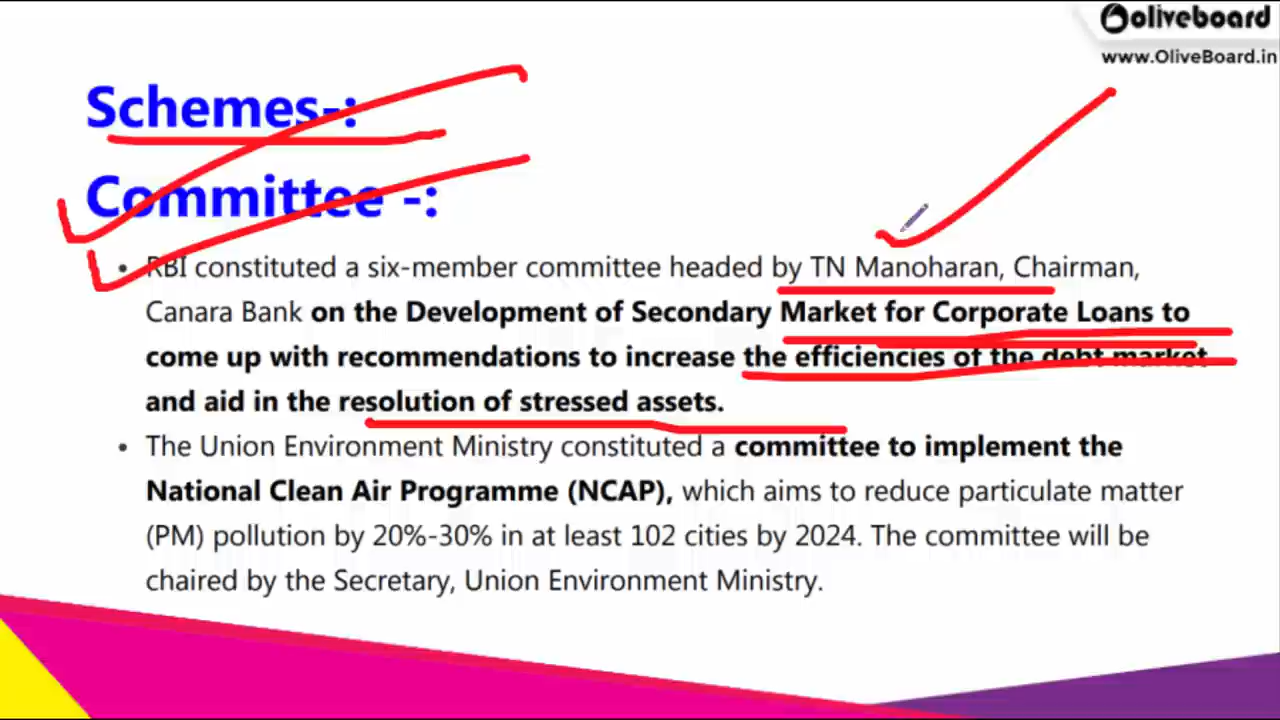 oliveboard
www.OliveBoard.in
Schemes-:
Committee -:
• RBI constituted a six-member committee headed by TN Manoharan, Chairman,
Canara Bank on the Development of Secondary Market for Corporate Loans to
come up with recommendations to increase the efficiencies of the debt market
and aid in the resolution of stressed assets.
• The Union Environment Ministry constituted a committee to implement the
National Clean Air Programme (NCAP), which aims to reduce particulate matter
(PM) pollution by 20%-30% in at least 102 cities by 2024. The committee will be
chaired by the Secretary, Union Environment Ministry.